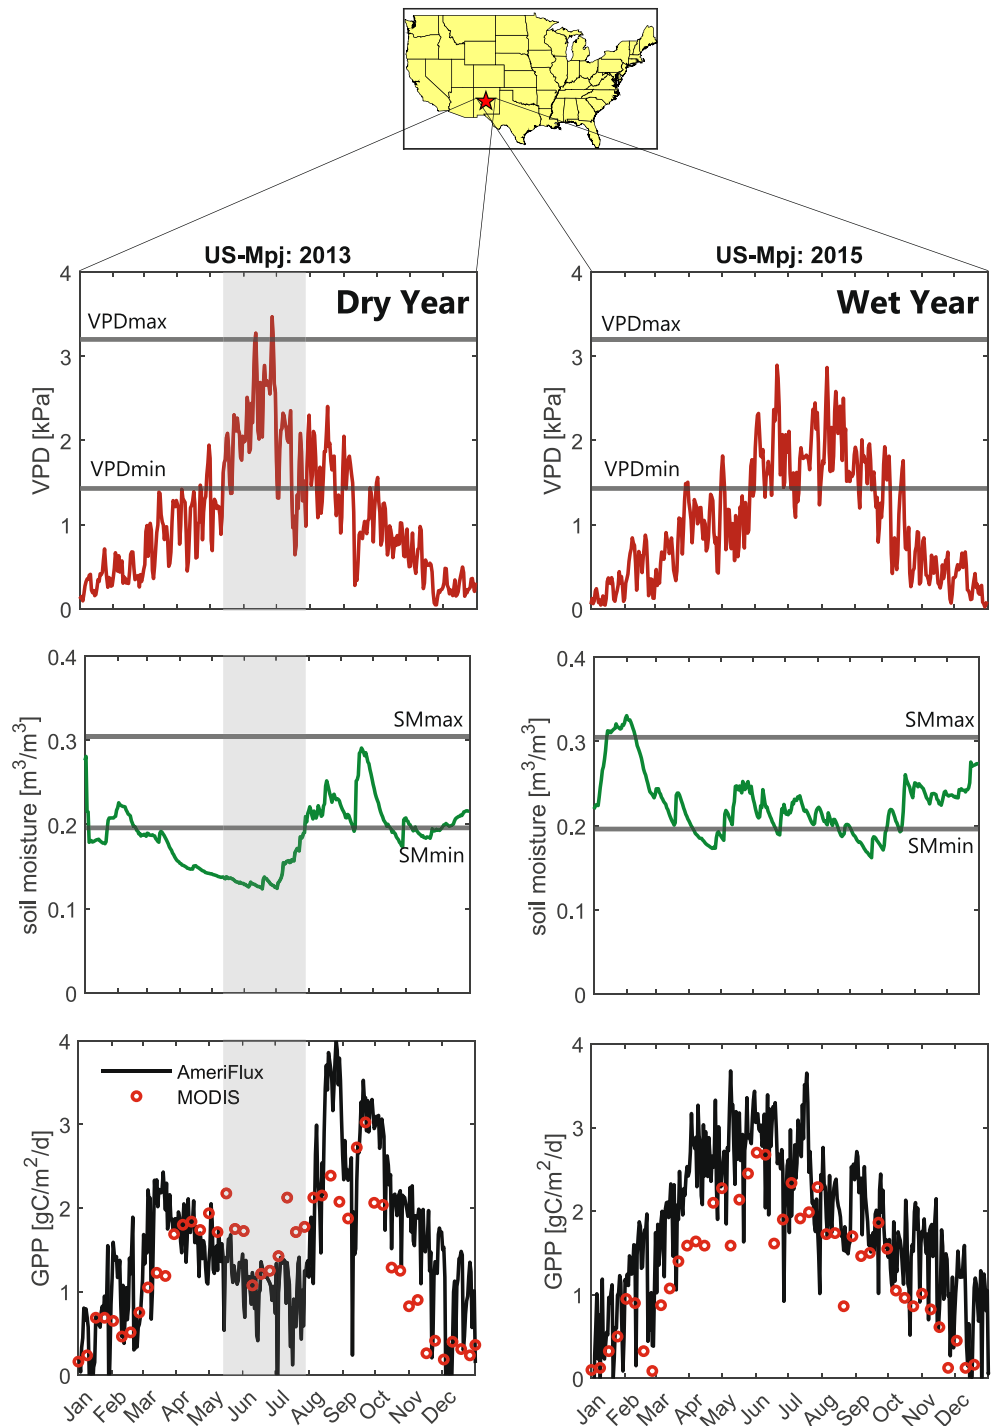 US-Mpj: 2013
US-Mpj: 2015
4
3
2
1
0
VPD [kPa]
Dry Year
VPDmax
VPDmin
4
3
2
1
0
VPD [kPa]
Wet Year
VPDmax
VPDmin
0.4
0.3
0.2
0.1
0
soil moisture [m³/m³]
SMmax
SMmin
0.4
0.3
0.2
0.1
0
soil moisture [m³/m³]
SMmax
SMmin
4
3
2
1
0
GPP [gC/m²/d]
AmeriFlux
MODIS
Jan Feb Mar Apr May Jun Jul Aug Sep Oct Nov Dec
4
3
2
1
0
GPP [gC/m²/d]
Jan Feb Mar Apr May Jun Jul Aug Sep Oct Nov Dec